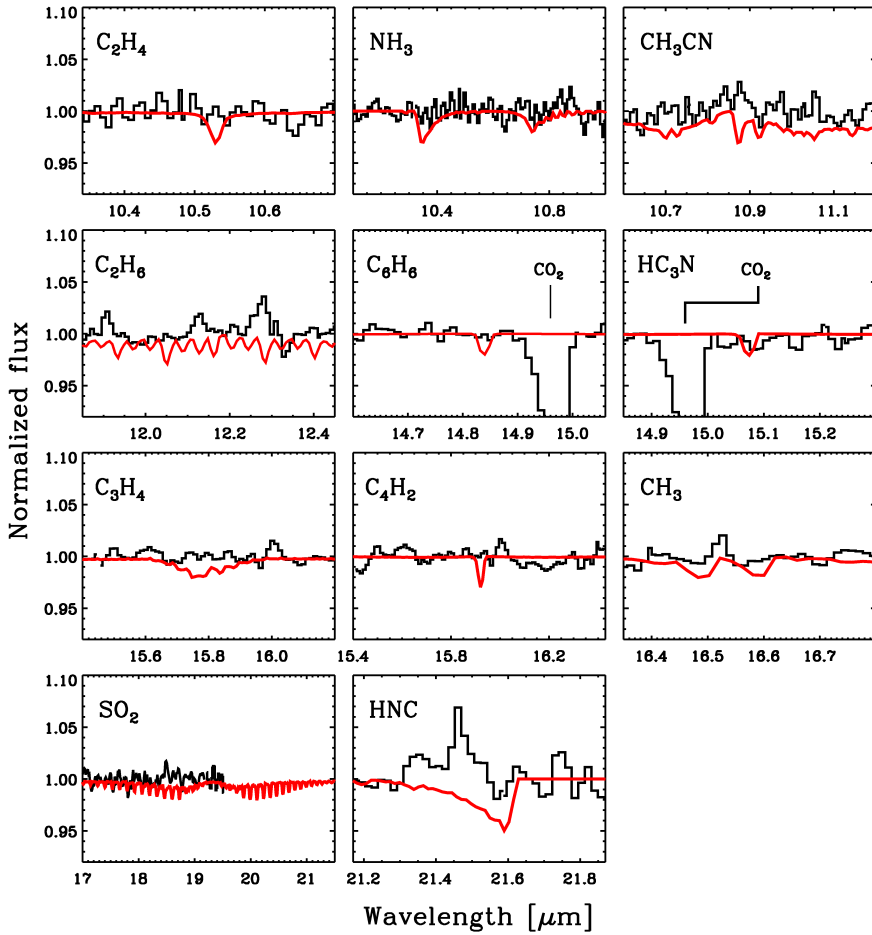 Normalized flux
1.10
1.05
1.00
0.95
C₂H₄
10.4 10.5 10.6
NH₃
10.4 10.8
CH₃CN
10.7 10.9 11.1
1.10
1.05
1.00
0.95
C₂H₆
12.0 12.2 12.4
C₆H₆
CO₂
14.7 14.8 14.9 15.0
HC₃N
CO₂
14.9 15.0 15.1 15.2
1.10
1.05
1.00
0.95
C₃H₄
15.6 15.8 16.0
C₄H₂
15.4 15.6 15.8 16.2
CH₃
16.4 16.5 16.6 16.7
1.10
1.05
1.00
0.95
SO₂
17 18 19 20 21
HNC
21.2 21.4 21.6 21.8
Wavelength [μm]